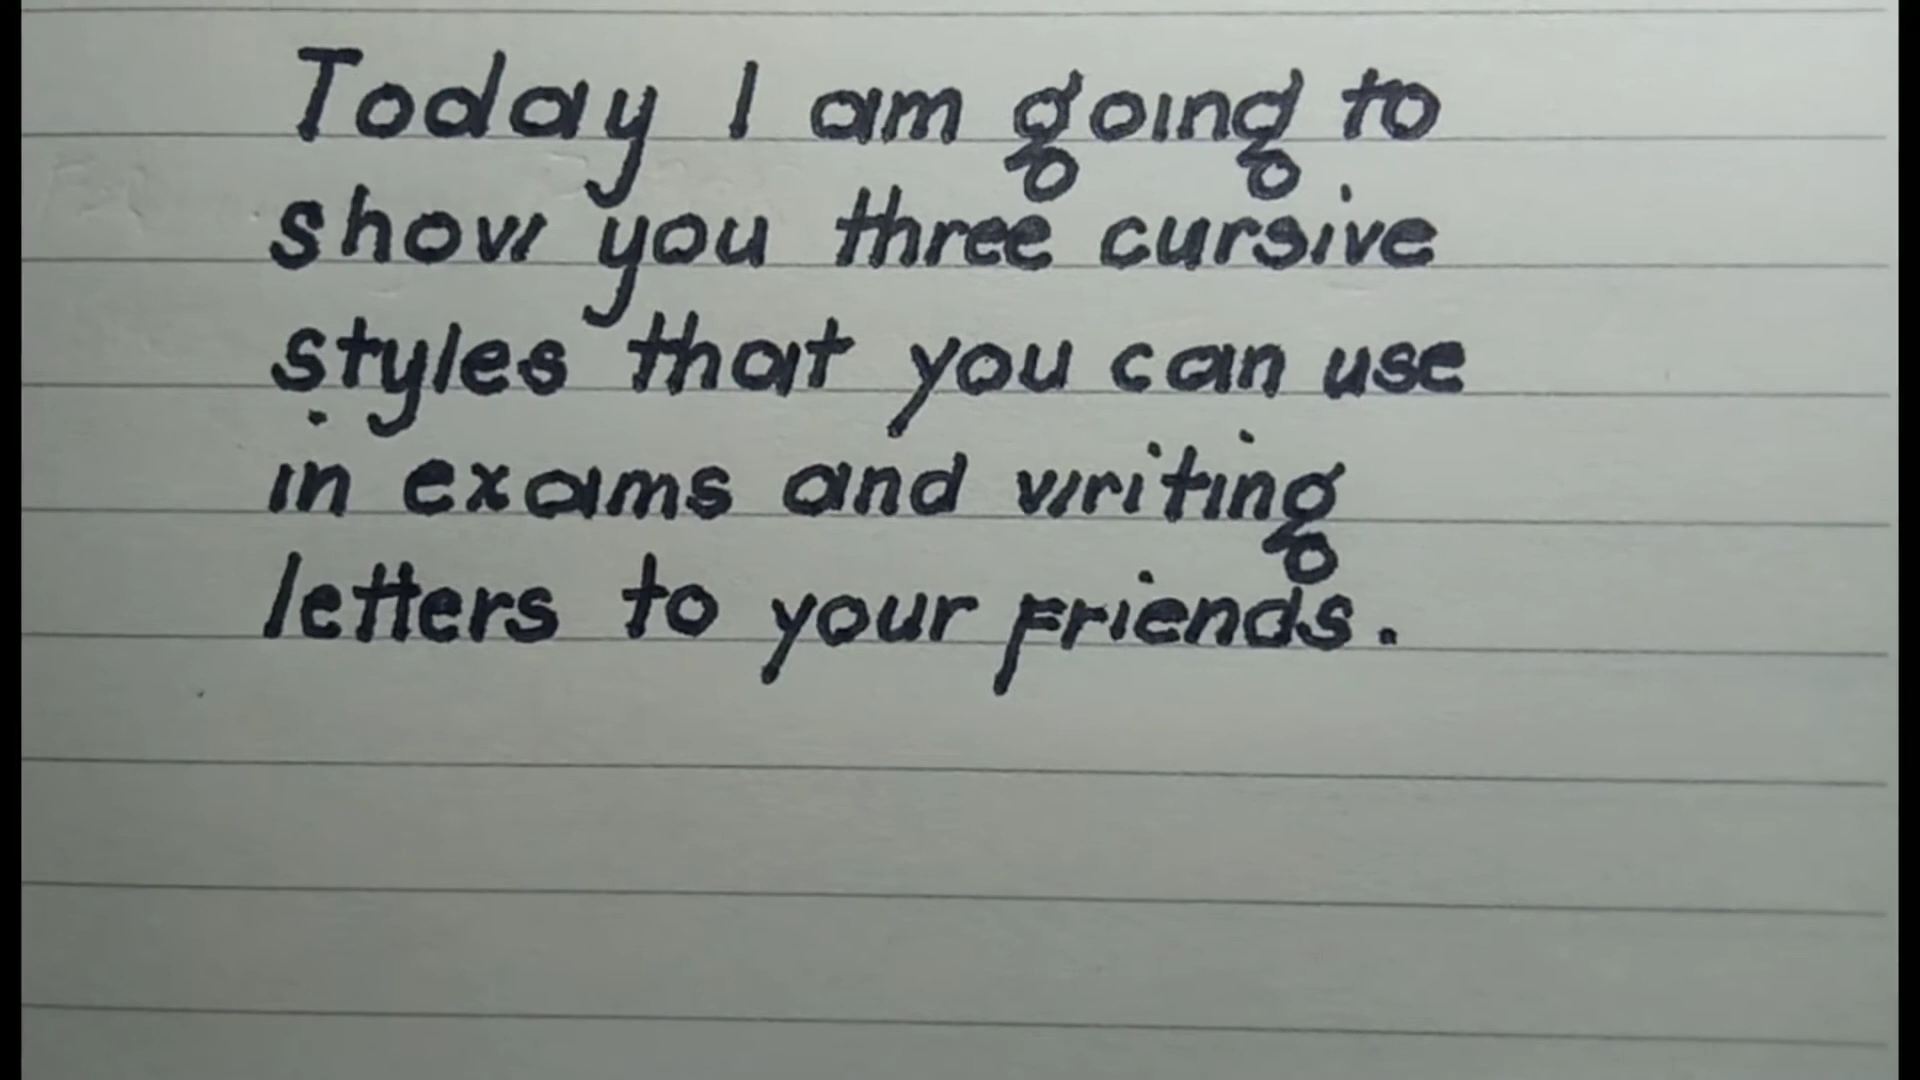 Today I am going to
show you three cursive
styles that you can use
in exams and writing
letters to your friends.